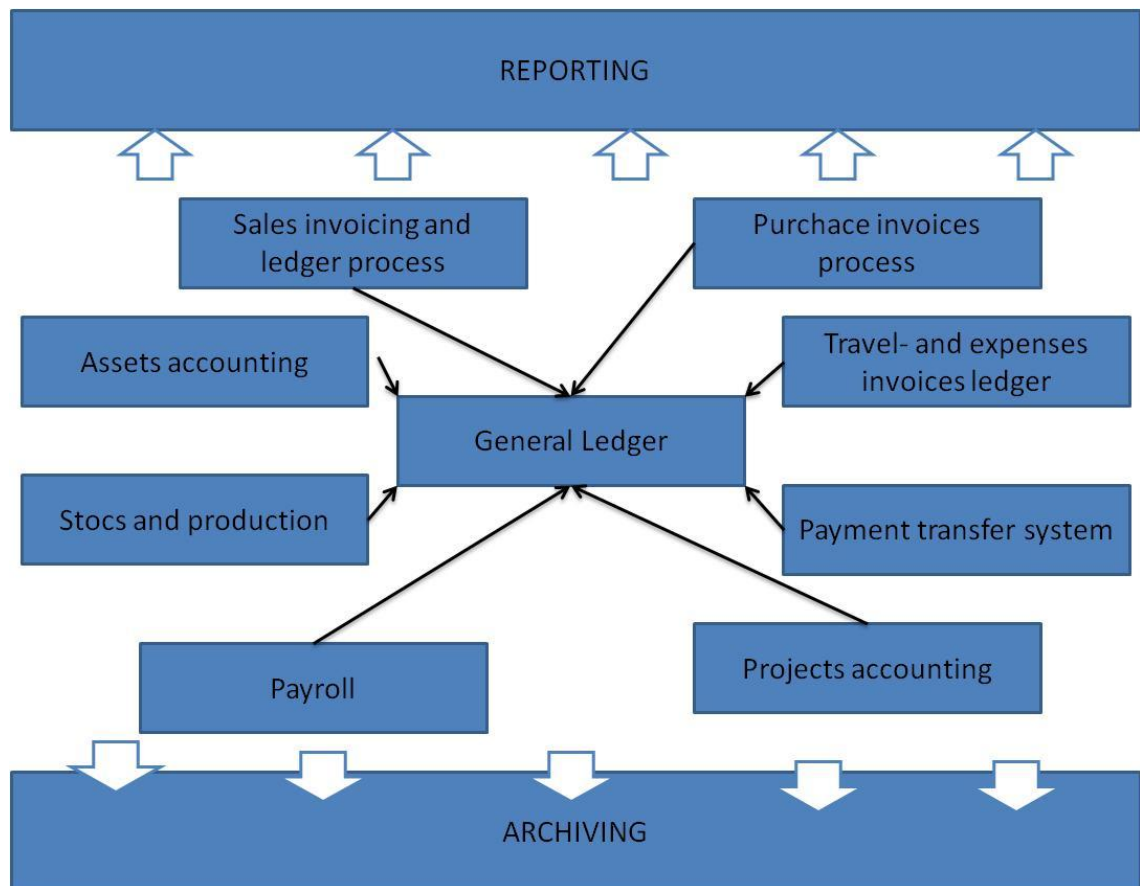 REPORTING
Sales invoicing and
ledger process
Purchace invoices
process
Assets accounting
Travel- and expenses
invoices ledger
General Ledger
Stocs and production
Payment transfer system
Payroll
Projects accounting
ARCHIVING